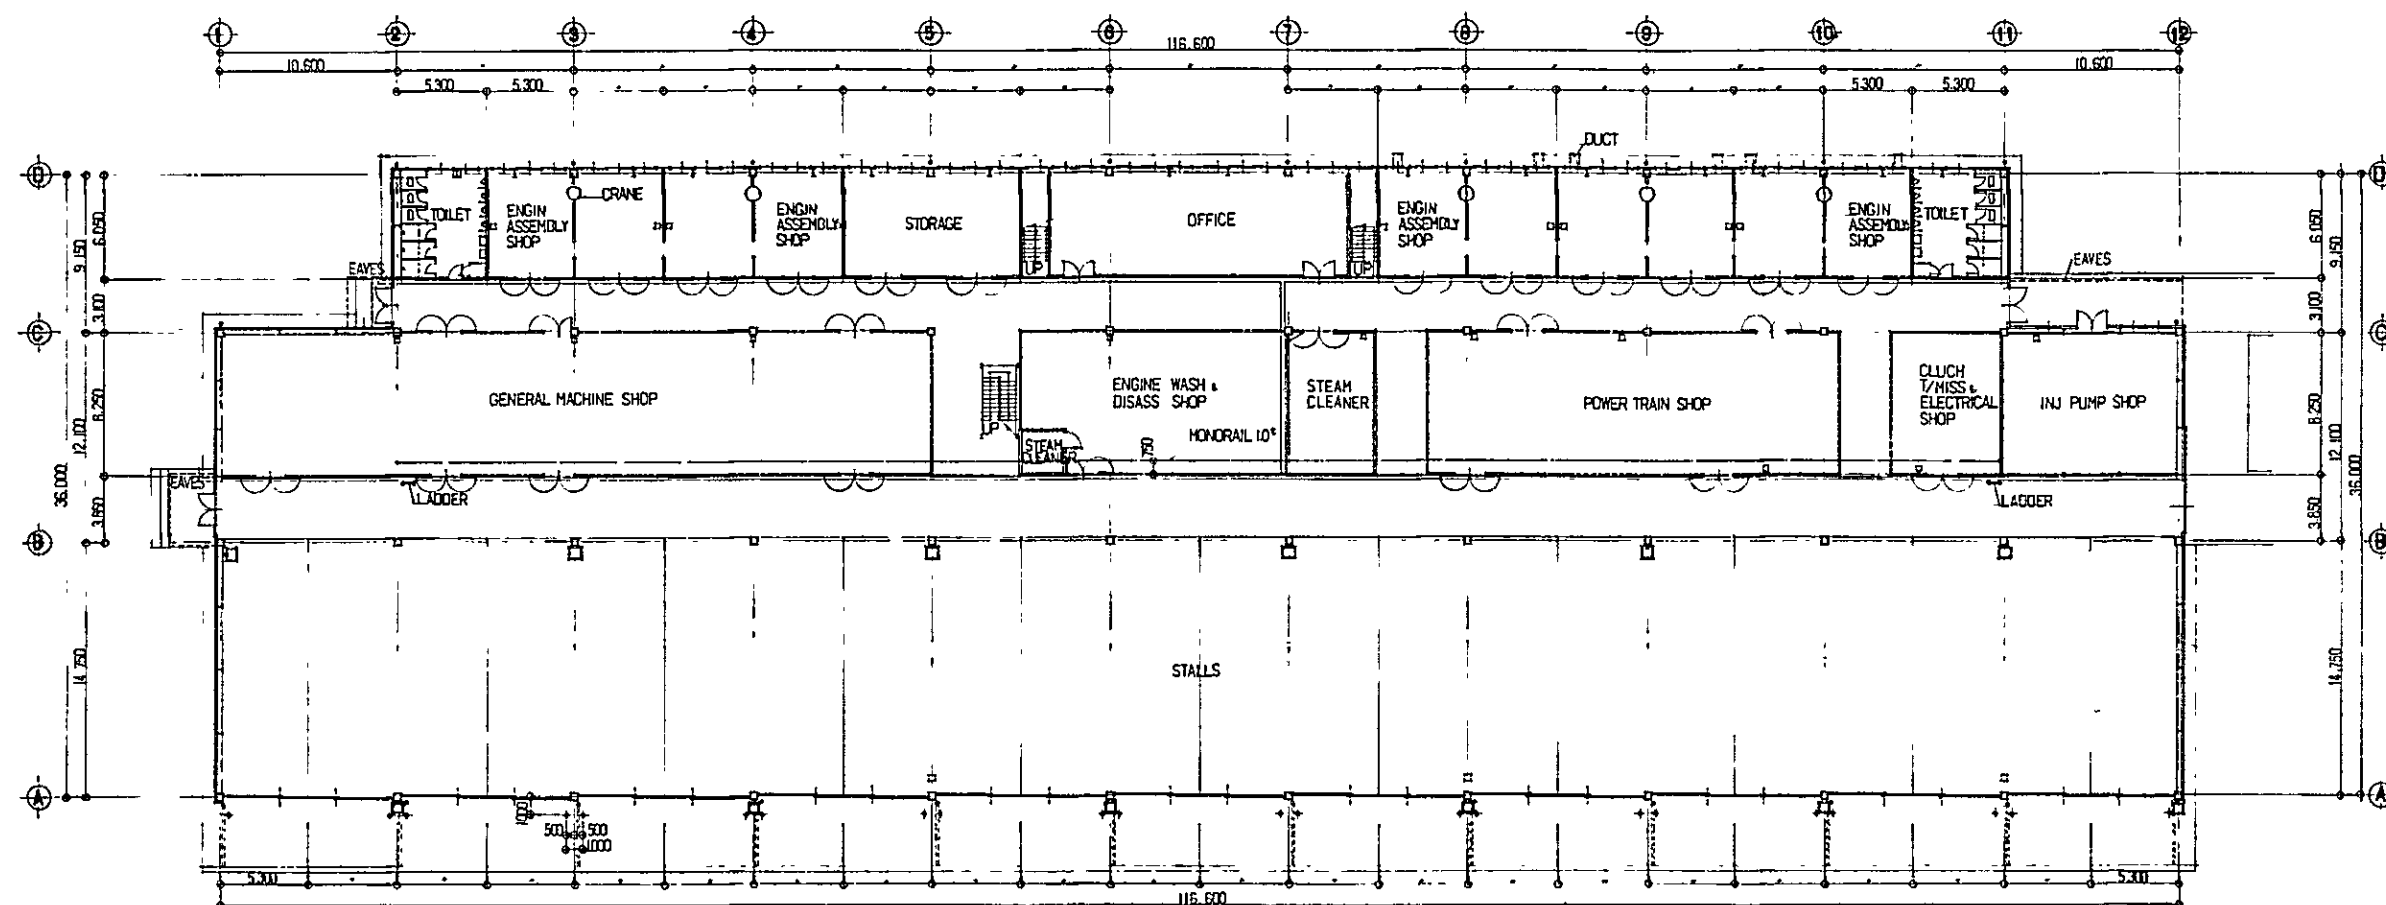 1 2 3 4 5 6 7 8 9 10 11 12
116.600
10.600 10.600
5.300 5.300 5.300 5.300
DUCT
D D
CRANE
TOILET
ENGIN
ASSEMBLY
SHOP
ENGIN
ASSEMBLY
SHOP
STORAGE
OFFICE
ENGIN
ASSEMBLY
SHOP
ENGIN
ASSEMBLY
SHOP
TOILET
UP UP
EAVES EAVES
6.050 9.150 3.100
6.050 9.150 3.100
C C
GENERAL MACHINE SHOP
UP
ENGINE WASH &
DISASS SHOP
MONORAIL 1.0ᵗ
STEAM
CLEANER
750
STEAM
CLEANER
POWER TRAIN SHOP
CLUCH
T/MISS &
ELECTRICAL
SHOP
INJ PUMP SHOP
8.250 12.100 36.000 3.850
8.250 12.100 36.000 3.850
EAVES
LADDER LADDER
B B
STALLS
14.750 14.750
A A
1000
500 500
1000
5.300 5.300
116.600